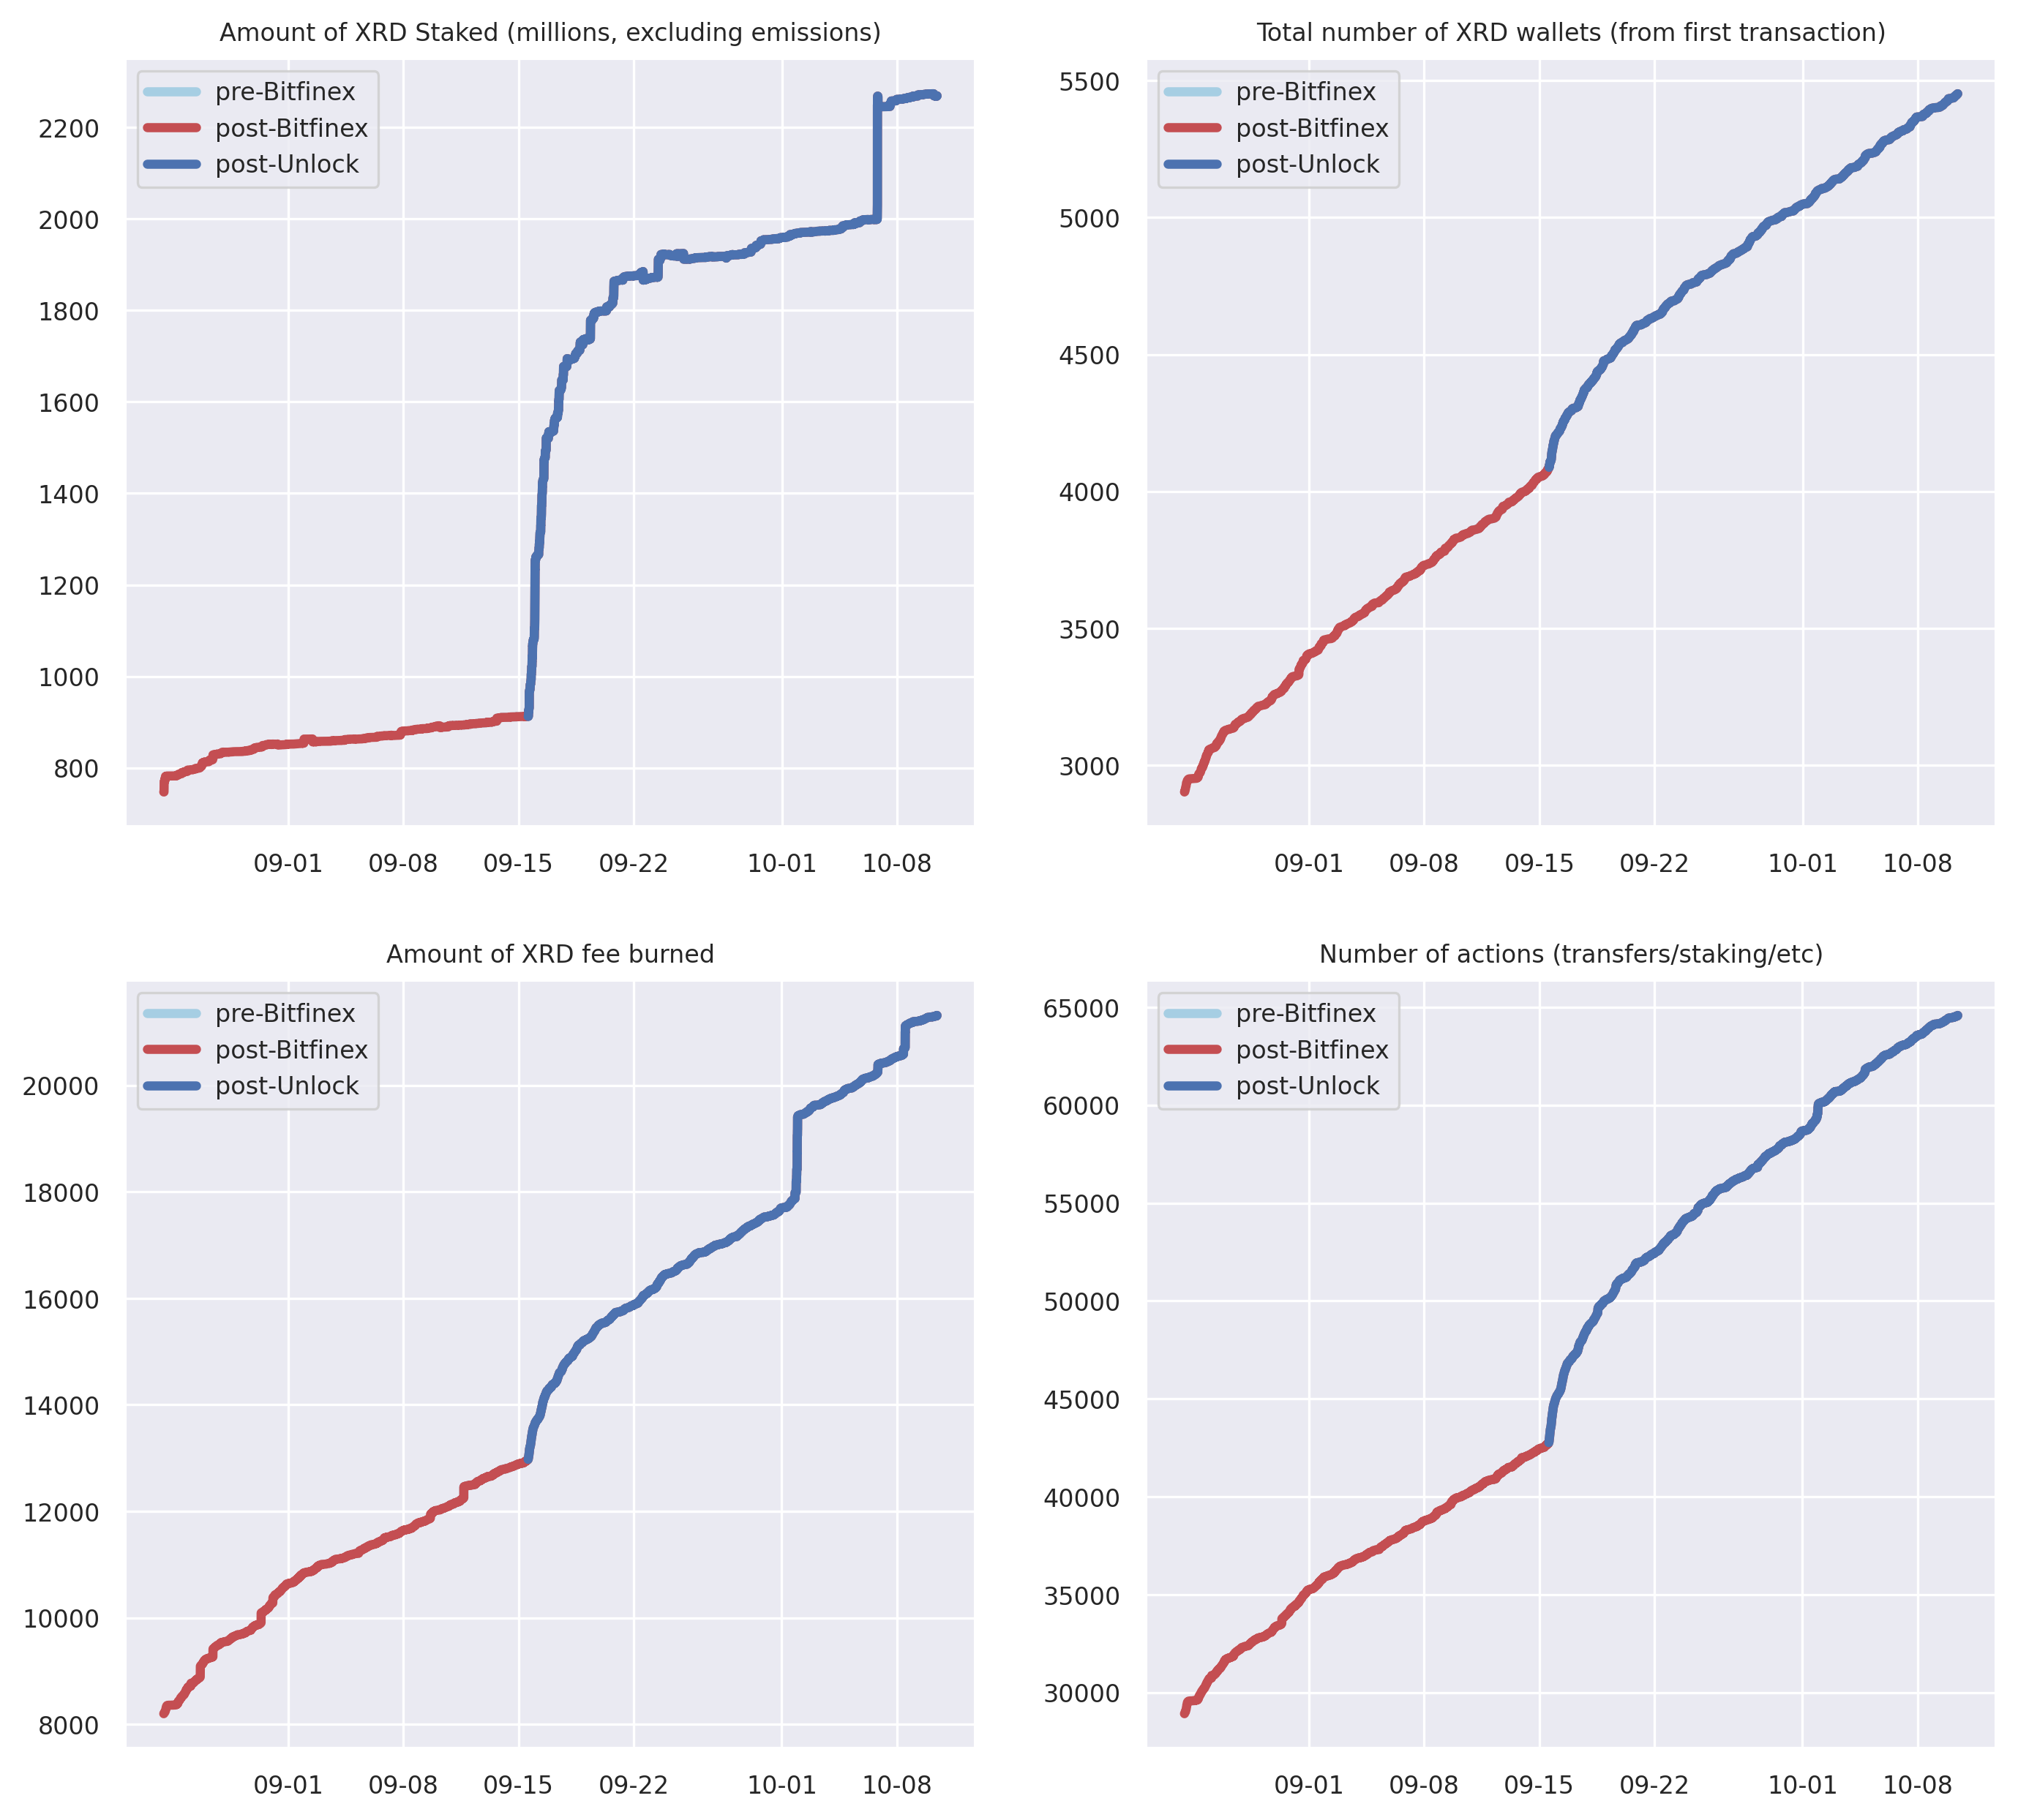 Amount of XRD Staked (millions, excluding emissions)
pre-Bitfinex
post-Bitfinex
post-Unlock
2200
2000
1800
1600
1400
1200
1000
800
09-01 09-08 09-15 09-22 10-01 10-08
Total number of XRD wallets (from first transaction)
pre-Bitfinex
post-Bitfinex
post-Unlock
5500
5000
4500
4000
3500
3000
09-01 09-08 09-15 09-22 10-01 10-08
Amount of XRD fee burned
pre-Bitfinex
post-Bitfinex
post-Unlock
20000
18000
16000
14000
12000
10000
8000
09-01 09-08 09-15 09-22 10-01 10-08
Number of actions (transfers/staking/etc)
pre-Bitfinex
post-Bitfinex
post-Unlock
65000
60000
55000
50000
45000
40000
35000
30000
09-01 09-08 09-15 09-22 10-01 10-08